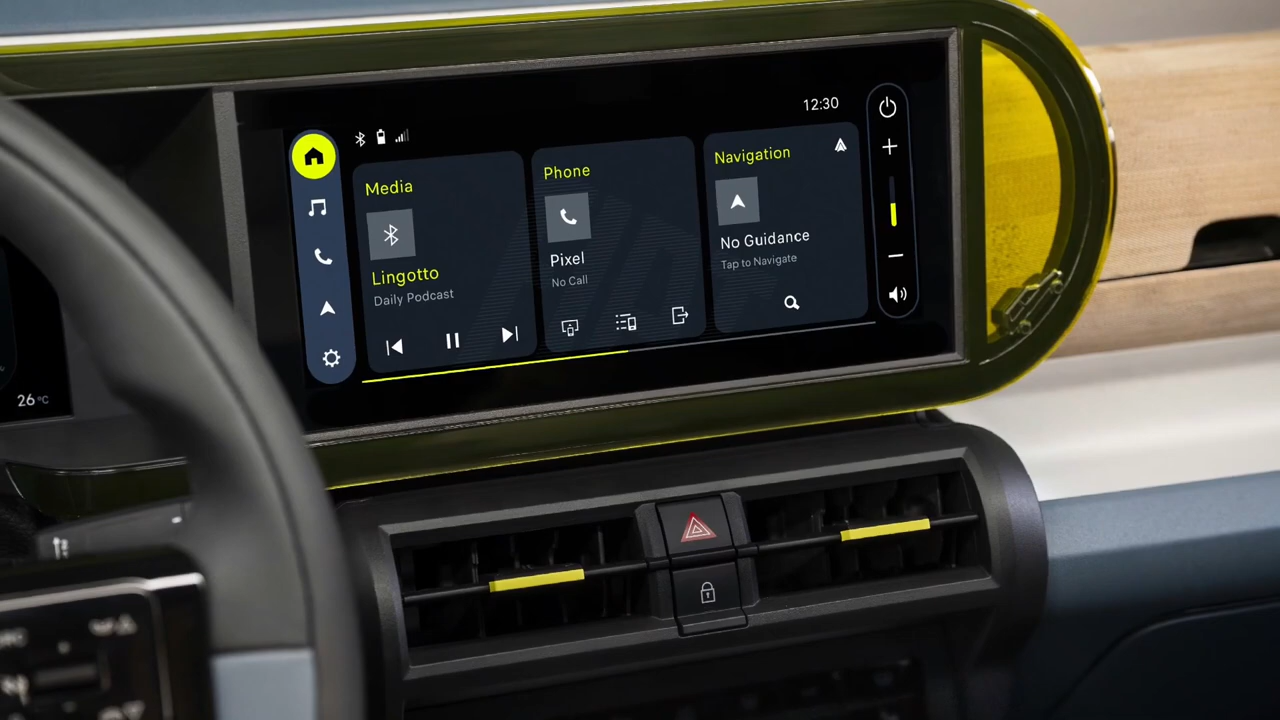 12:30
Media
Lingotto
Daily Podcast
Phone
Pixel
No Call
Navigation
No Guidance
Tap to Navigate
26°C